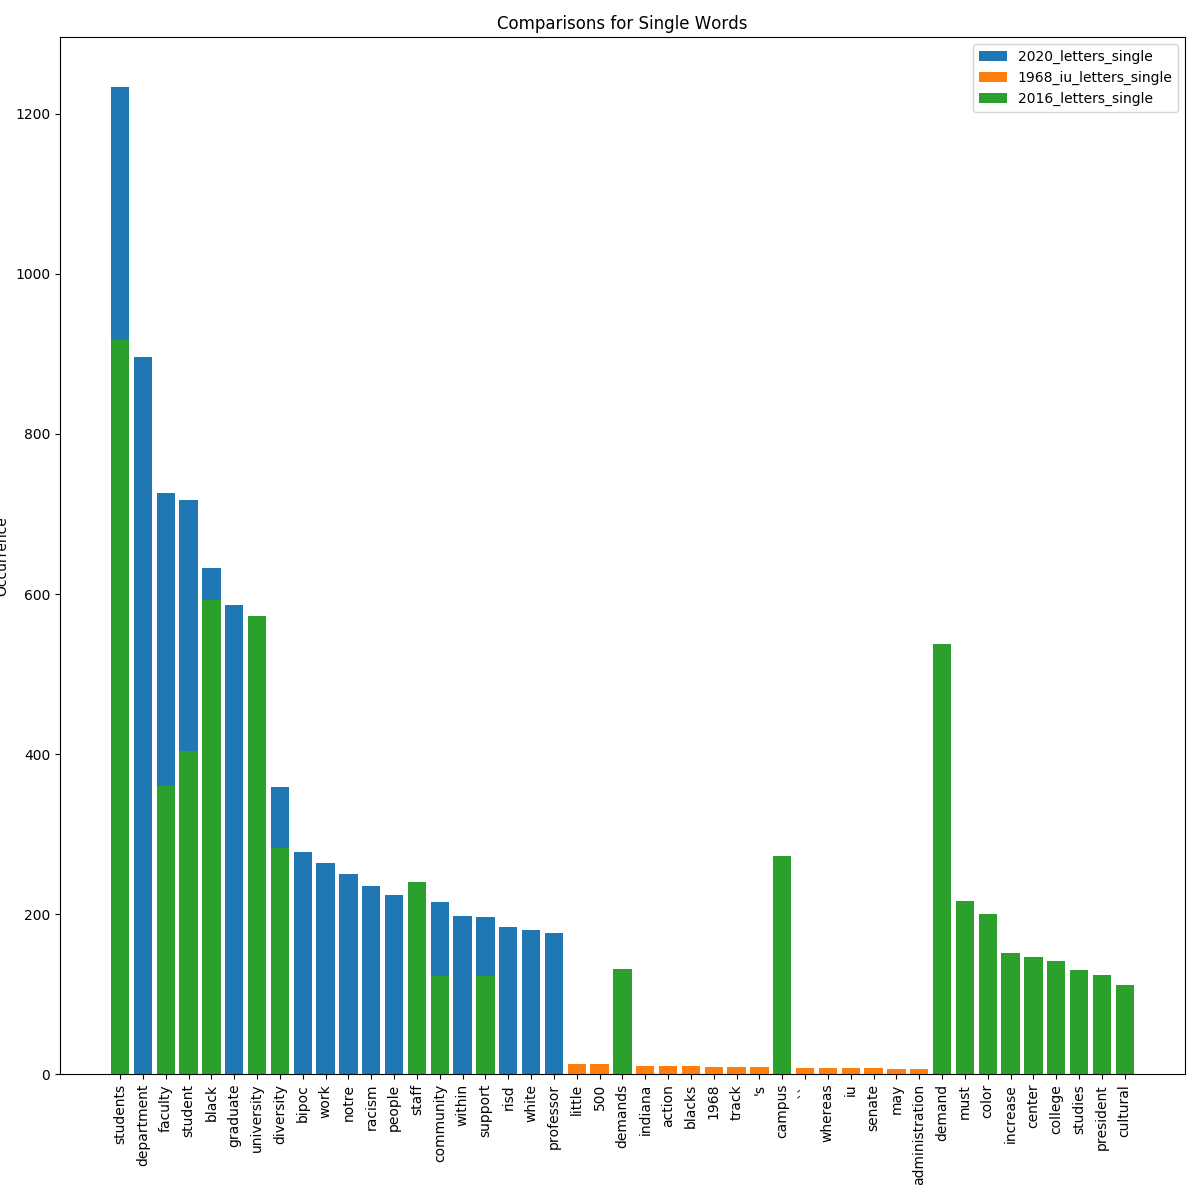 Comparisons for Single Words
2020_letters_single
1968_iu_letters_single
2016_letters_single
1200
1000
800
600
400
200
0
Occurrence
students
department
faculty
student
black
graduate
university
diversity
bipoc
work
notre
racism
people
staff
community
within
support
risd
white
professor
little
500
demands
indiana
action
blacks
1968
track
's
campus
``
whereas
iu
senate
may
administration
demand
must
color
increase
center
college
studies
president
cultural